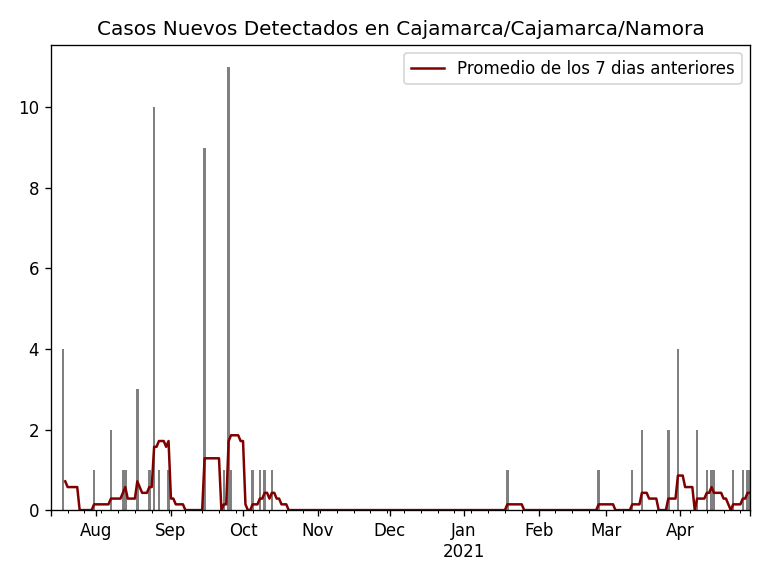 Casos Nuevos Detectados en Cajamarca/Cajamarca/Namora
Promedio de los 7 dias anteriores
10
8
6
4
2
0
Aug Sep Oct Nov Dec Jan Feb Mar Apr
2021